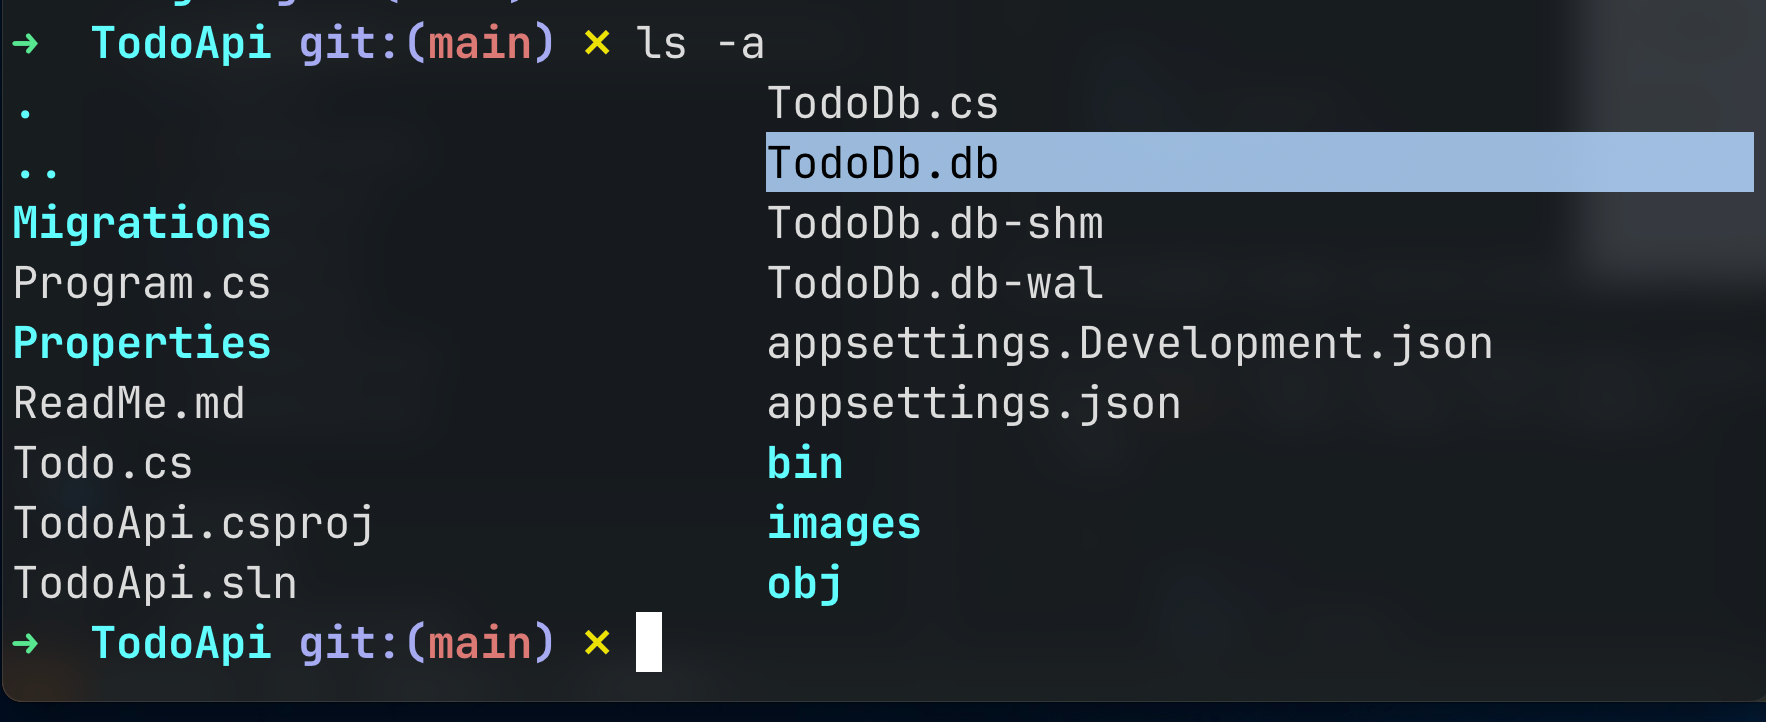 ➜  TodoApi git:(main) ✗ ls -a
.                            TodoDb.cs
..                           TodoDb.db
Migrations                   TodoDb.db-shm
Program.cs                   TodoDb.db-wal
Properties                   appsettings.Development.json
ReadMe.md                    appsettings.json
Todo.cs                      bin
TodoApi.csproj               images
TodoApi.sln                  obj
➜  TodoApi git:(main) ✗